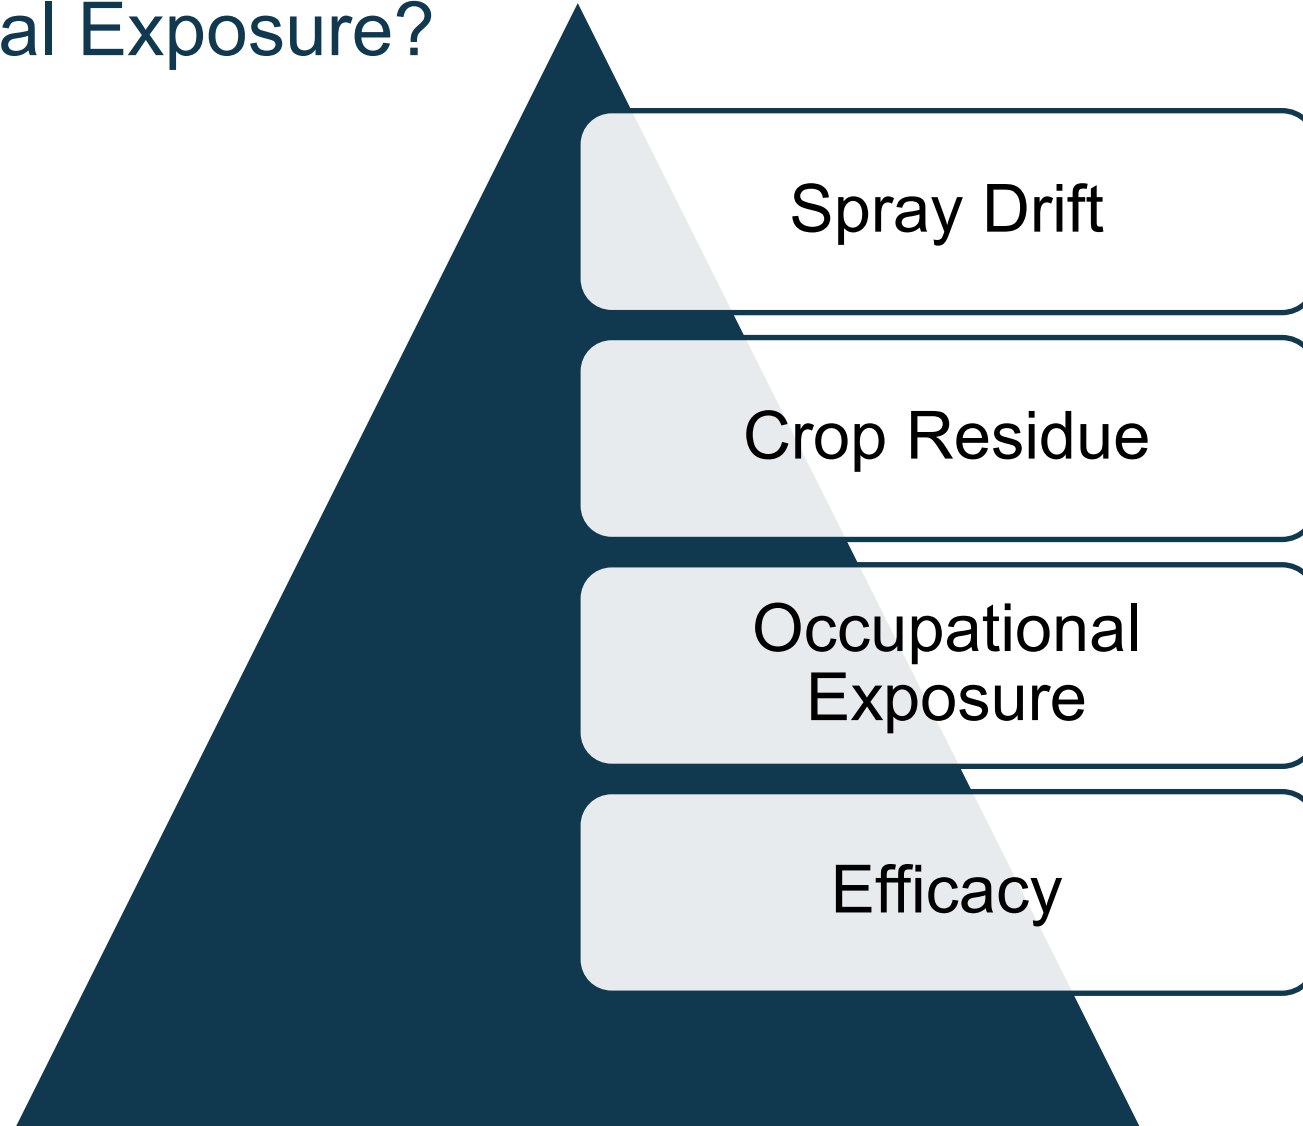 al Exposure?
Spray Drift
Crop Residue
Occupational
Exposure
Efficacy